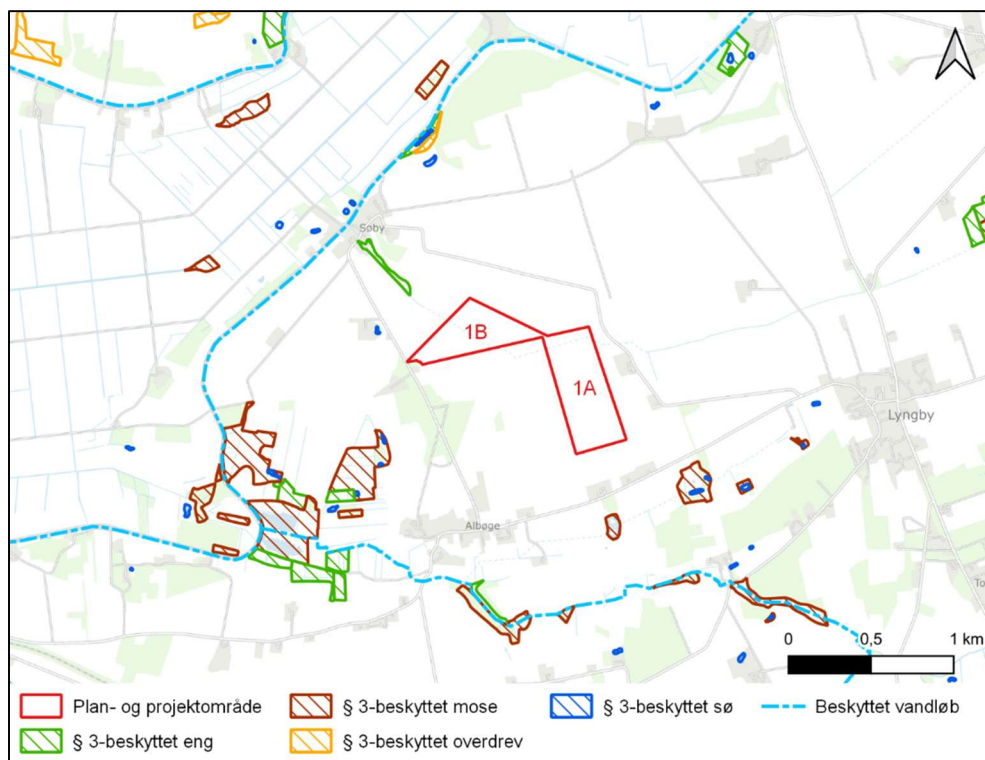 Søby
1B
1A
Lyngby
Albøge
To
0 0,5 1 km
Plan- og projektområde § 3-beskyttet mose § 3-beskyttet sø Beskyttet vandløb
§ 3-beskyttet eng § 3-beskyttet overdrev